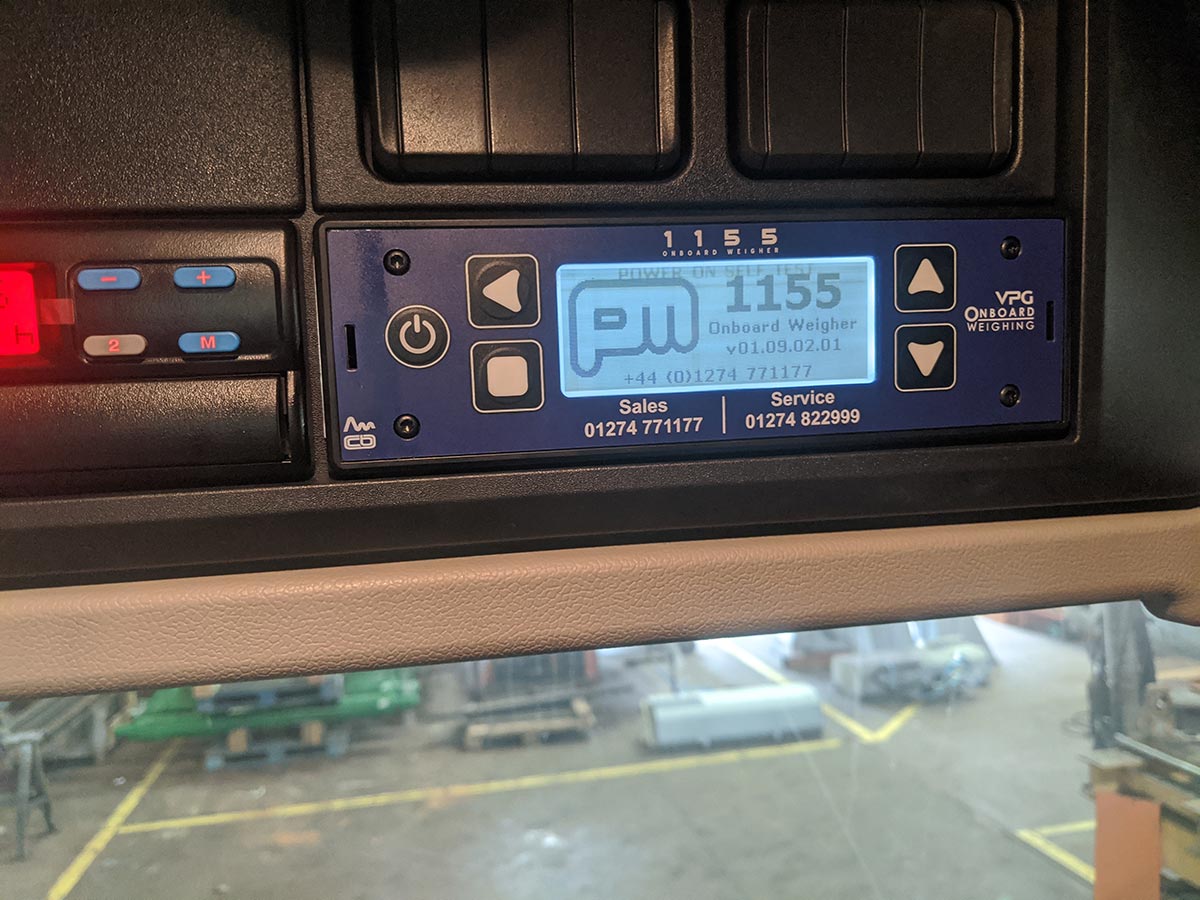 1155
ONBOARD WEIGHER
POWER ON SELF TEST
PW
1155
Onboard Weigher
v01.09.02.01
+44 (0)1274 771177
Sales
01274 771177
Service
01274 822999
VPG
ONBOARD
WEIGHING
-
+
2
M
h